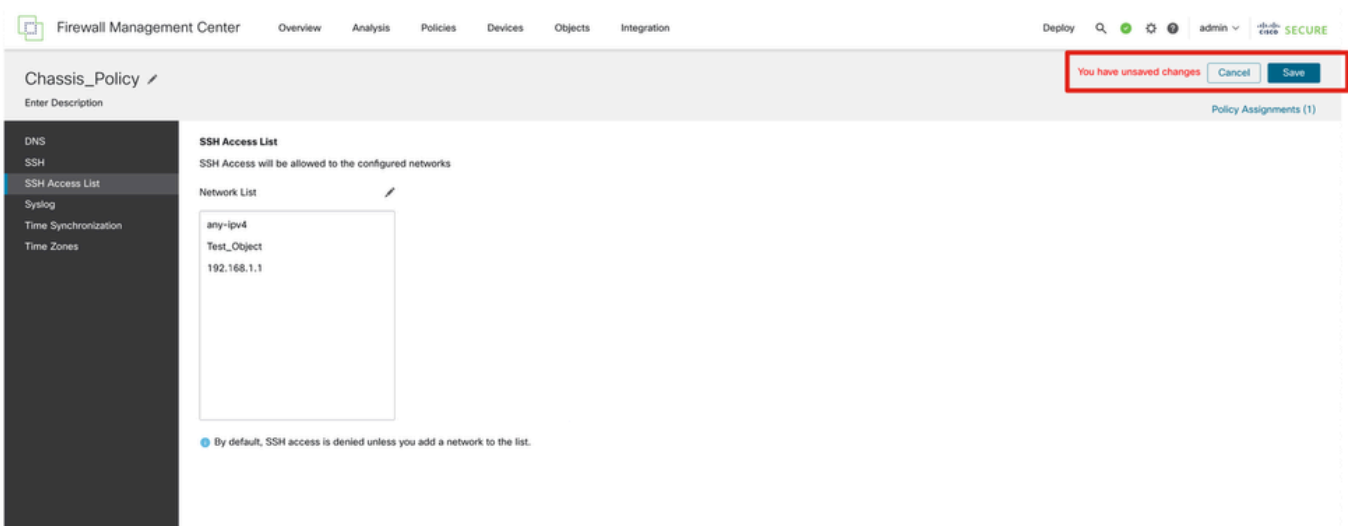 Firewall Management Center Overview Analysis Policies Devices Objects Integration Deploy admin cisco SECURE
Chassis_Policy
You have unsaved changes Cancel Save
Enter Description
Policy Assignments (1)
DNS
SSH
SSH Access List
Syslog
Time Synchronization
Time Zones
SSH Access List
SSH Access will be allowed to the configured networks
Network List
any-ipv4
Test_Object
192.168.1.1
By default, SSH access is denied unless you add a network to the list.